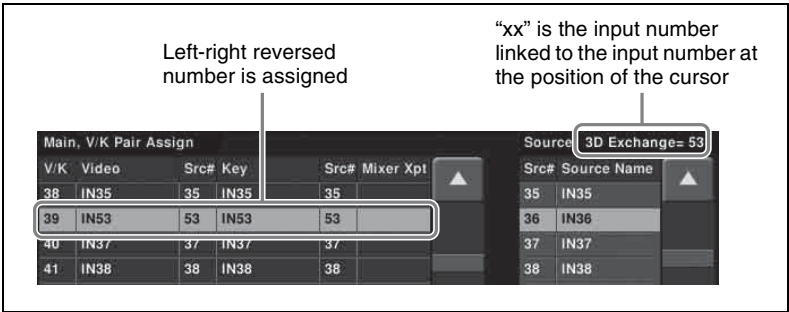 Left-right reversed
number is assigned
“xx” is the input number
linked to the input number at
the position of the cursor
Main, V/K Pair Assign
V/K Video Src# Key Src# Mixer Xpt
38 IN35 35 IN35 35
39 IN53 53 IN53 53
40 IN37 37 IN37 37
41 IN38 38 IN38 38
Source 3D Exchange= 53
Src# Source Name
35 IN35
36 IN36
37 IN37
38 IN38